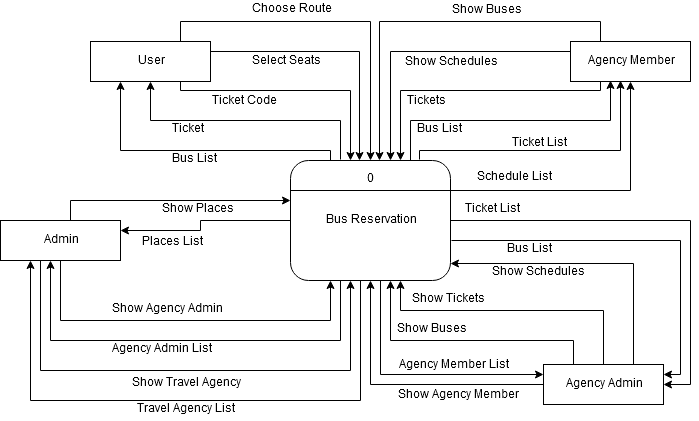 Choose Route
Show Buses
User
Select Seats
Show Schedules
Agency Member
Ticket Code
Tickets
Ticket
Bus List
Ticket List
Bus List
0
Schedule List
Show Places
Ticket List
Bus Reservation
Admin
Places List
Bus List
Show Schedules
Show Agency Admin
Show Tickets
Show Buses
Agency Admin List
Agency Member List
Show Travel Agency
Agency Admin
Show Agency Member
Travel Agency List